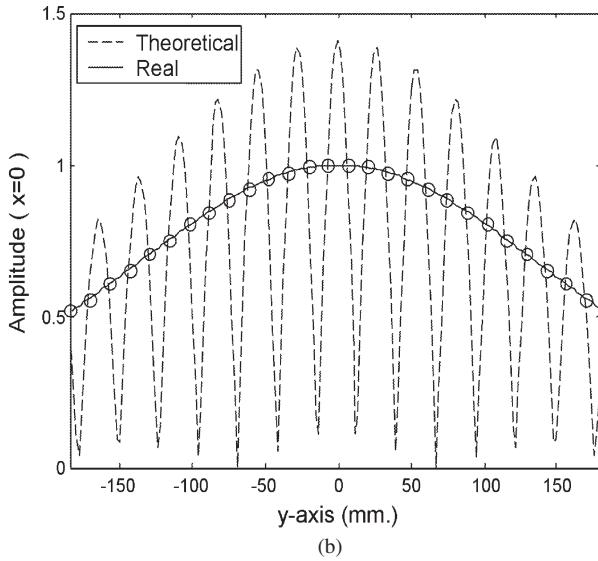 1.5
Theoretical
Real
1
0.5
0
Amplitude ( x=0 )
-150 -100 -50 0 50 100 150
y-axis (mm.)
(b)